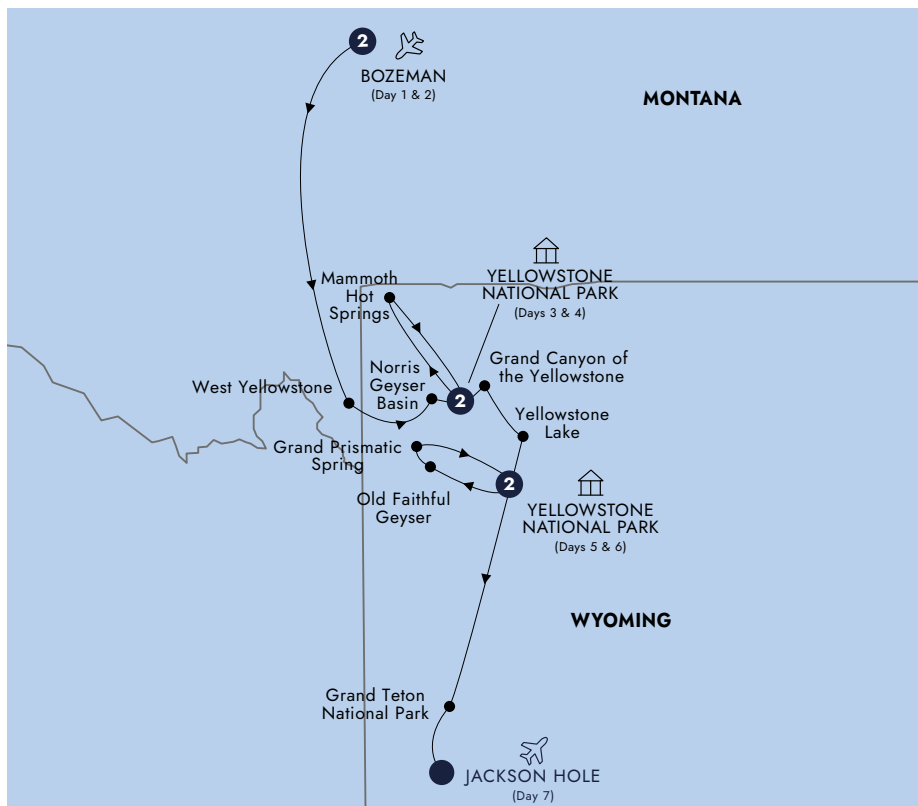 2
BOZEMAN
(Day 1 & 2)
MONTANA
YELLOWSTONE
NATIONAL PARK
(Days 3 & 4)
Mammoth
Hot
Springs
Grand Canyon of
the Yellowstone
Norris
Geyser
Basin
2
West Yellowstone
Yellowstone
Lake
Grand Prismatic
Spring
2
Old Faithful
Geyser
YELLOWSTONE
NATIONAL PARK
(Days 5 & 6)
WYOMING
Grand Teton
National Park
JACKSON HOLE
(Day 7)